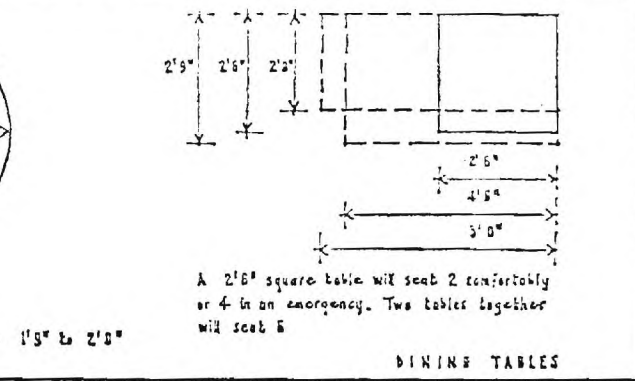 2'9" 2'6" 2'3"
2'6"
4'6"
5'0"
A 2'6" square table will seat 2 comfortably
or 4 in an emergency. Two tables together
will seat 6
1'9" to 2'0"
DINING TABLES